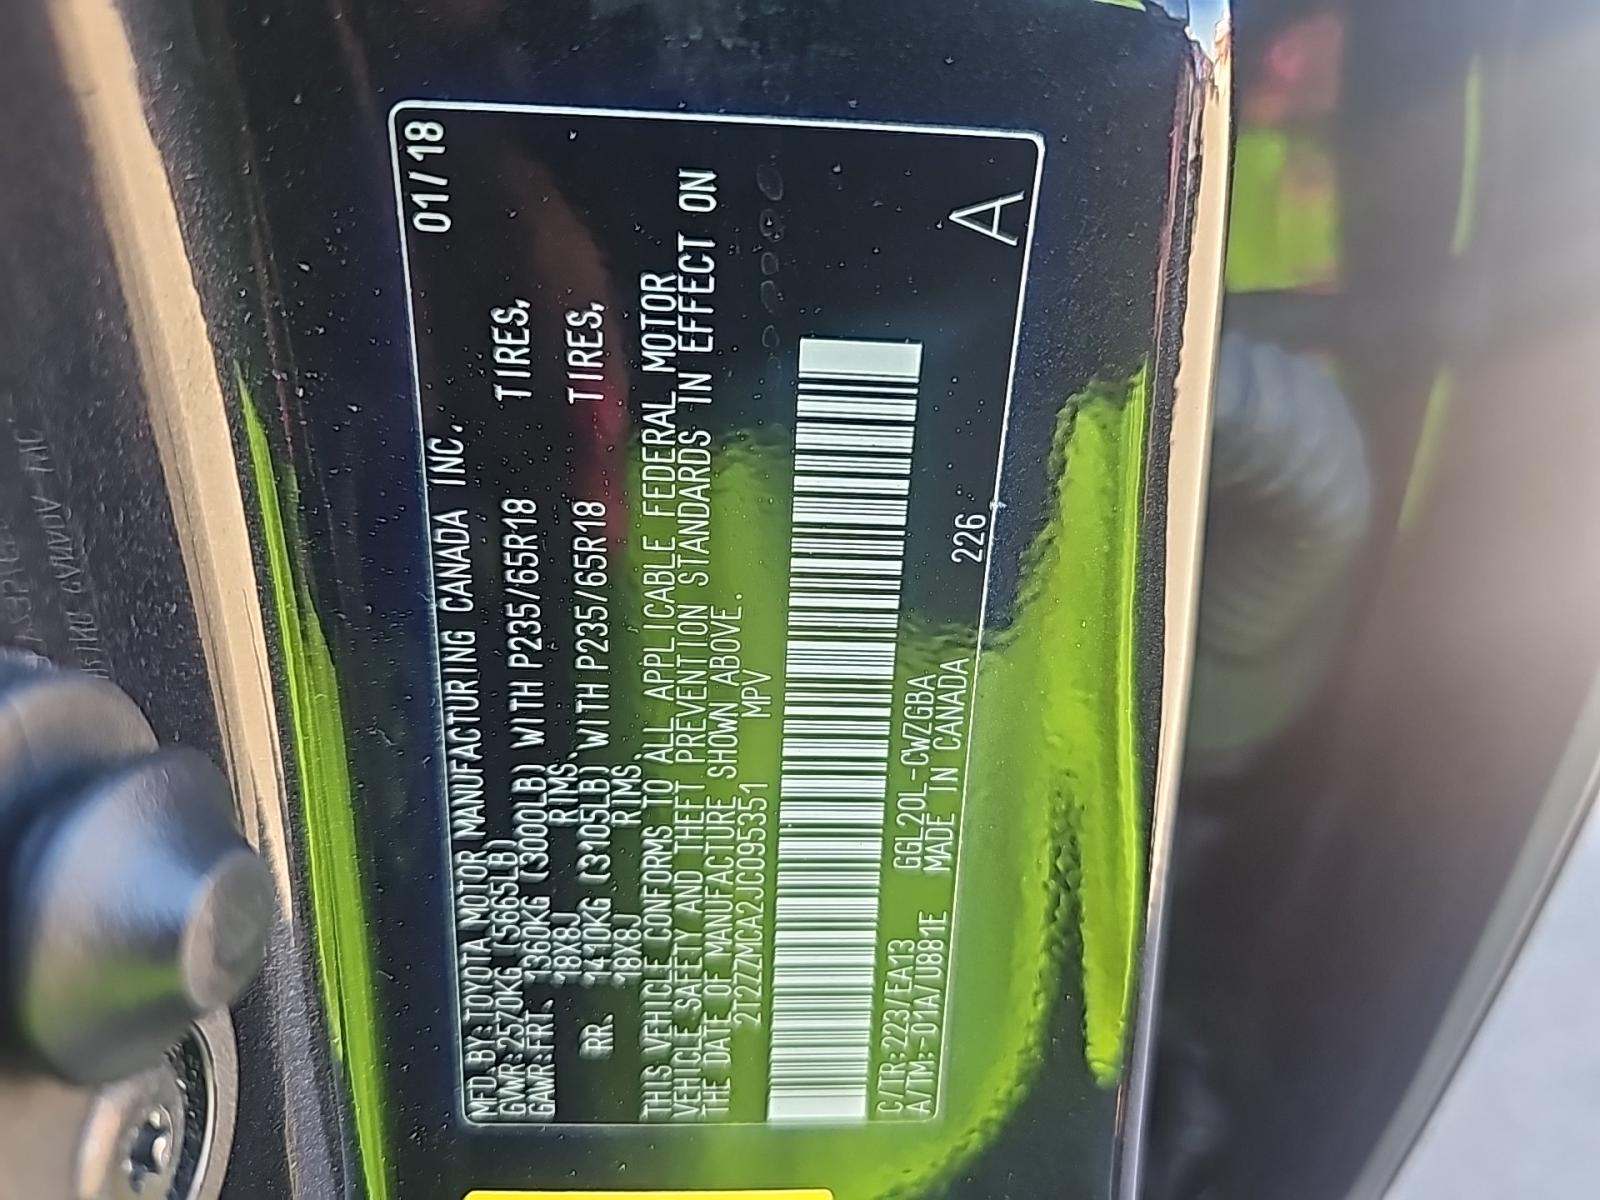 MFD.BY:TOYOTA MOTOR MANUFACTURING CANADA INC. 01/18
GVWR:2570KG (5665LB)
GAWR:FRT. 1360KG (3000LB) WITH P235/65R18 TIRES,
18X8J RIMS,
RR. 1410KG (3105LB) WITH P235/65R18 TIRES,
18X8J RIMS,
THIS VEHICLE CONFORMS TO ALL APPLICABLE FEDERAL MOTOR
VEHICLE SAFETY AND THEFT PREVENTION STANDARDS IN EFFECT ON
THE DATE OF MANUFACTURE SHOWN ABOVE.
2T2ZZMCA2JC095351 MPV
C/TR:223/EA13 GGL20L-CWZGBA 226
A/TM:-01A/U881E MADE IN CANADA A